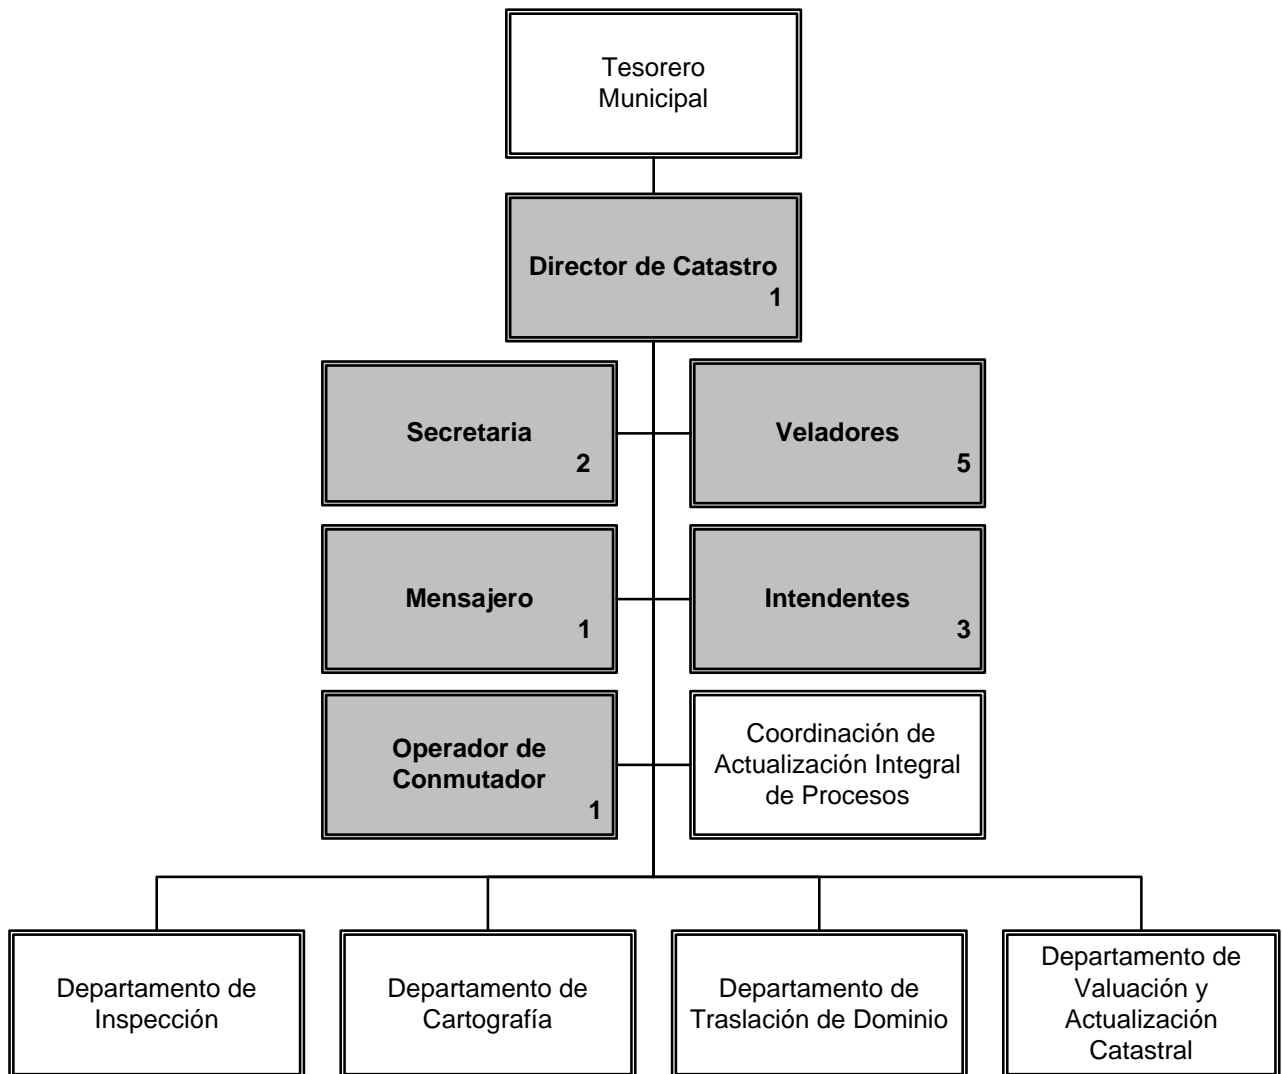 Tesorero
Municipal
Director de Catastro
1
Secretaria
2
Veladores
5
Mensajero
1
Intendentes
3
Operador de
Conmutador
1
Coordinación de
Actualización Integral
de Procesos
Departamento de
Inspección
Departamento de
Cartografía
Departamento de
Traslación de Dominio
Departamento de
Valuación y
Actualización
Catastral